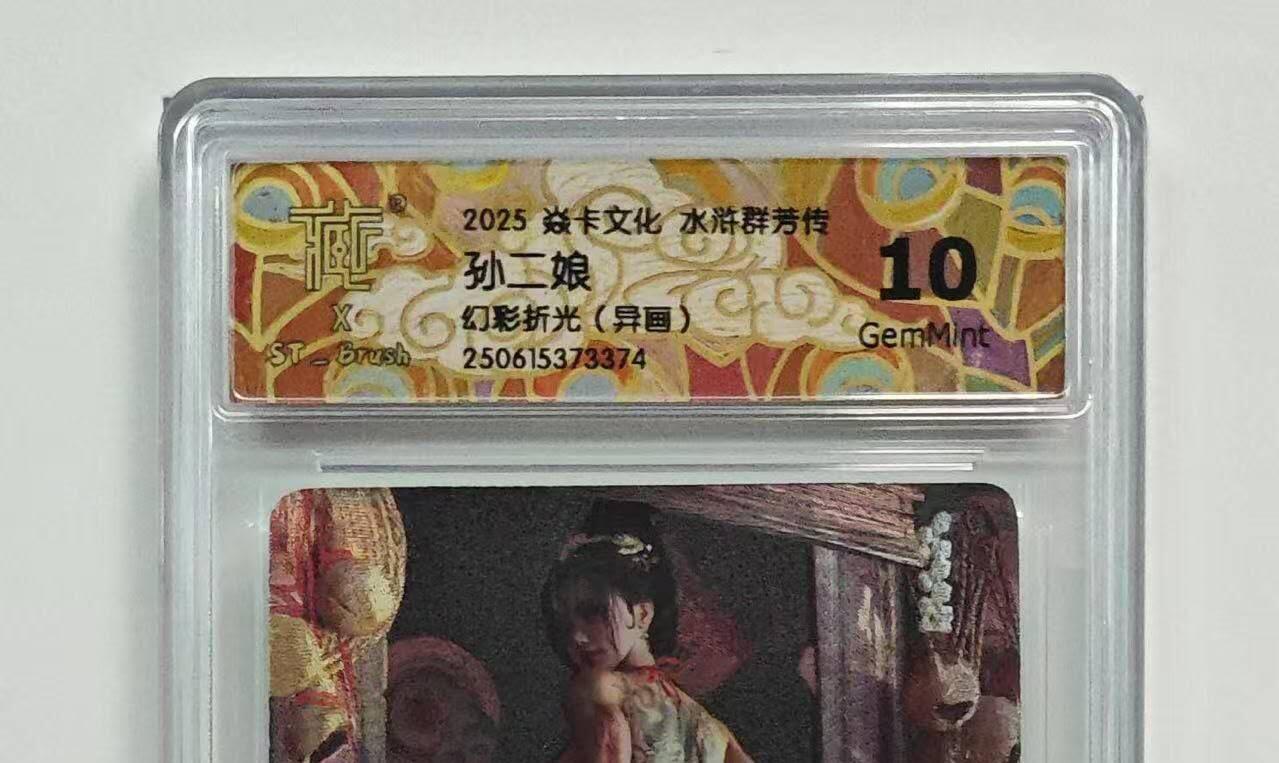 藏®
X
ST_Brush
2025 焱卡文化 水浒群芳传
孙二娘
幻彩折光（异画）
250615373374
10
GemMint